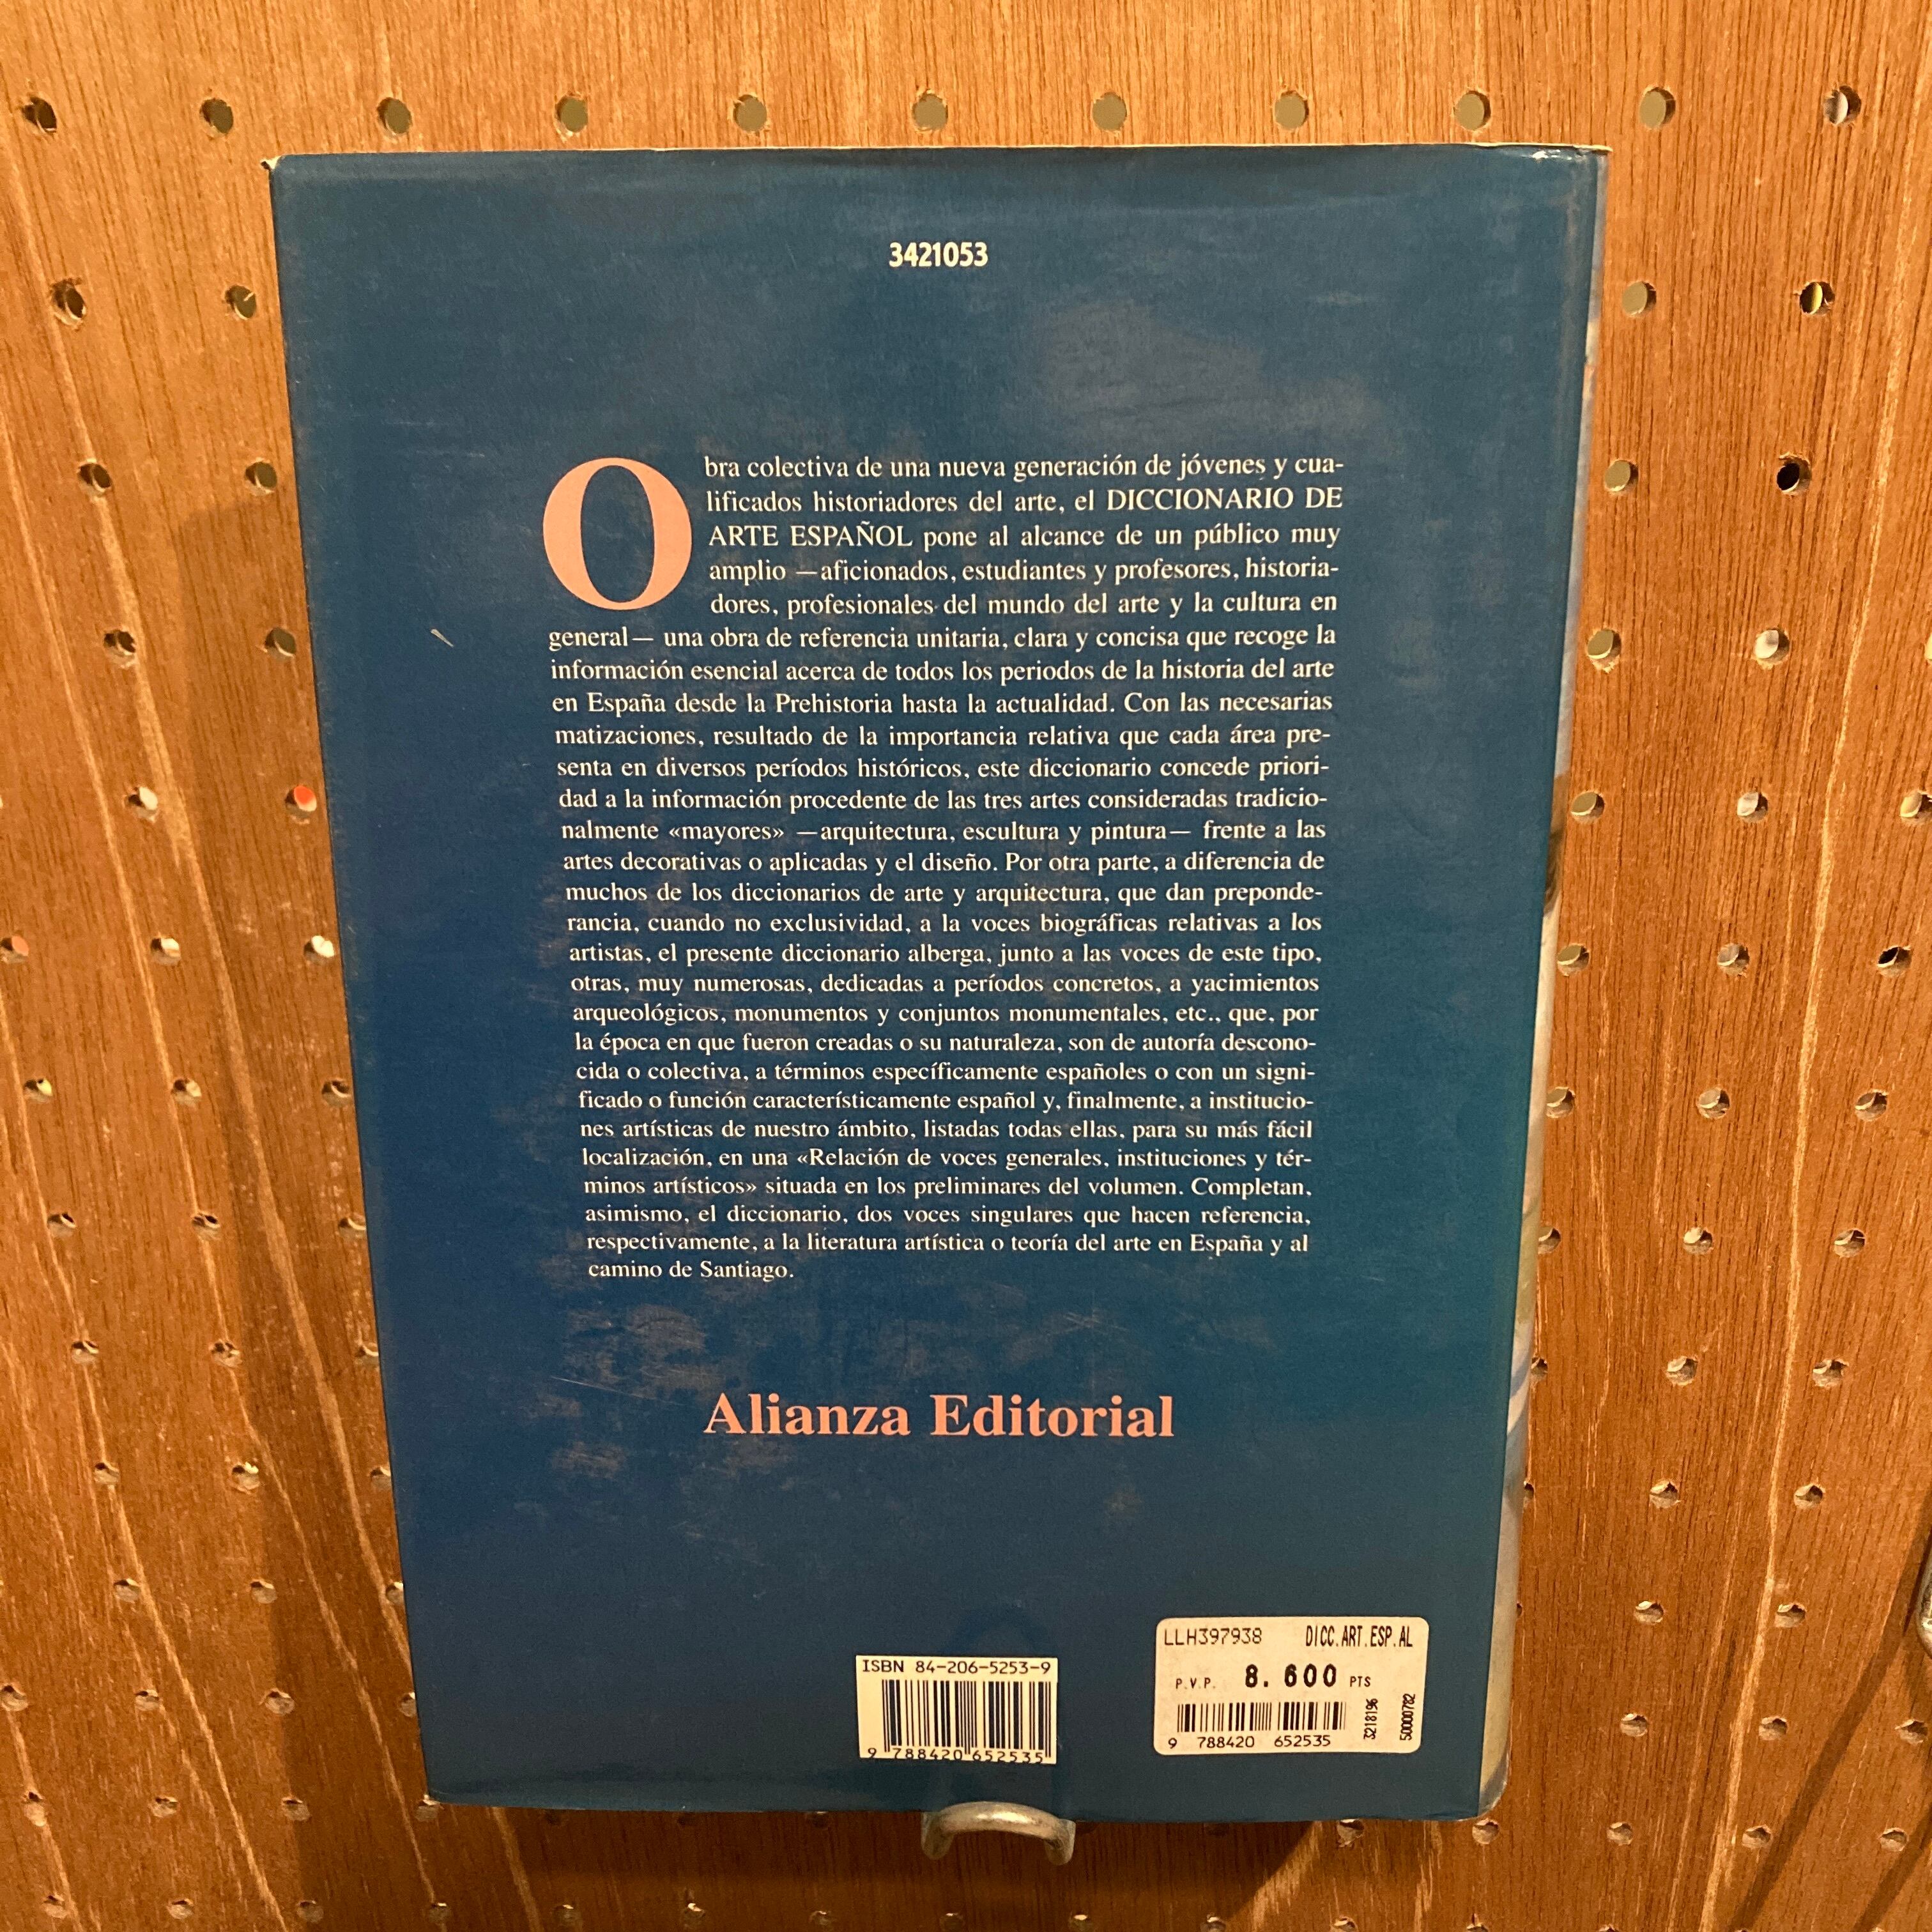 3421053
Obra colectiva de una nueva generación de jóvenes y cua-
lificados historiadores del arte, el DICCIONARIO DE
ARTE ESPAÑOL pone al alcance de un público muy
amplio —aficionados, estudiantes y profesores, historia-
dores, profesionales del mundo del arte y la cultura en
general— una obra de referencia unitaria, clara y concisa que recoge la
información esencial acerca de todos los periodos de la historia del arte
en España desde la Prehistoria hasta la actualidad. Con las necesarias
matizaciones, resultado de la importancia relativa que cada área pre-
senta en diversos períodos históricos, este diccionario concede priori-
dad a la información procedente de las tres artes consideradas tradicio-
nalmente «mayores» —arquitectura, escultura y pintura— frente a las
artes decorativas o aplicadas y el diseño. Por otra parte, a diferencia de
muchos de los diccionarios de arte y arquitectura, que dan preponde-
rancia, cuando no exclusividad, a la voces biográficas relativas a los
artistas, el presente diccionario alberga, junto a las voces de este tipo,
otras, muy numerosas, dedicadas a períodos concretos, a yacimientos
arqueológicos, monumentos y conjuntos monumentales, etc., que, por
la época en que fueron creadas o su naturaleza, son de autoría descono-
cida o colectiva, a términos específicamente españoles o con un signi-
ficado o función característicamente español y, finalmente, a institucio-
nes artísticas de nuestro ámbito, listadas todas ellas, para su más fácil
localización, en una «Relación de voces generales, instituciones y tér-
minos artísticos» situada en los preliminares del volumen. Completan,
asimismo, el diccionario, dos voces singulares que hacen referencia,
respectivamente, a la literatura artística o teoría del arte en España y al
camino de Santiago.
Alianza Editorial
ISBN 84-206-5253-9
9 788420 652535
LLH397938 DICC.ART.ESP.AL
P.V.P. 8.600 PTS
9 788420 652535
3218196
50000782